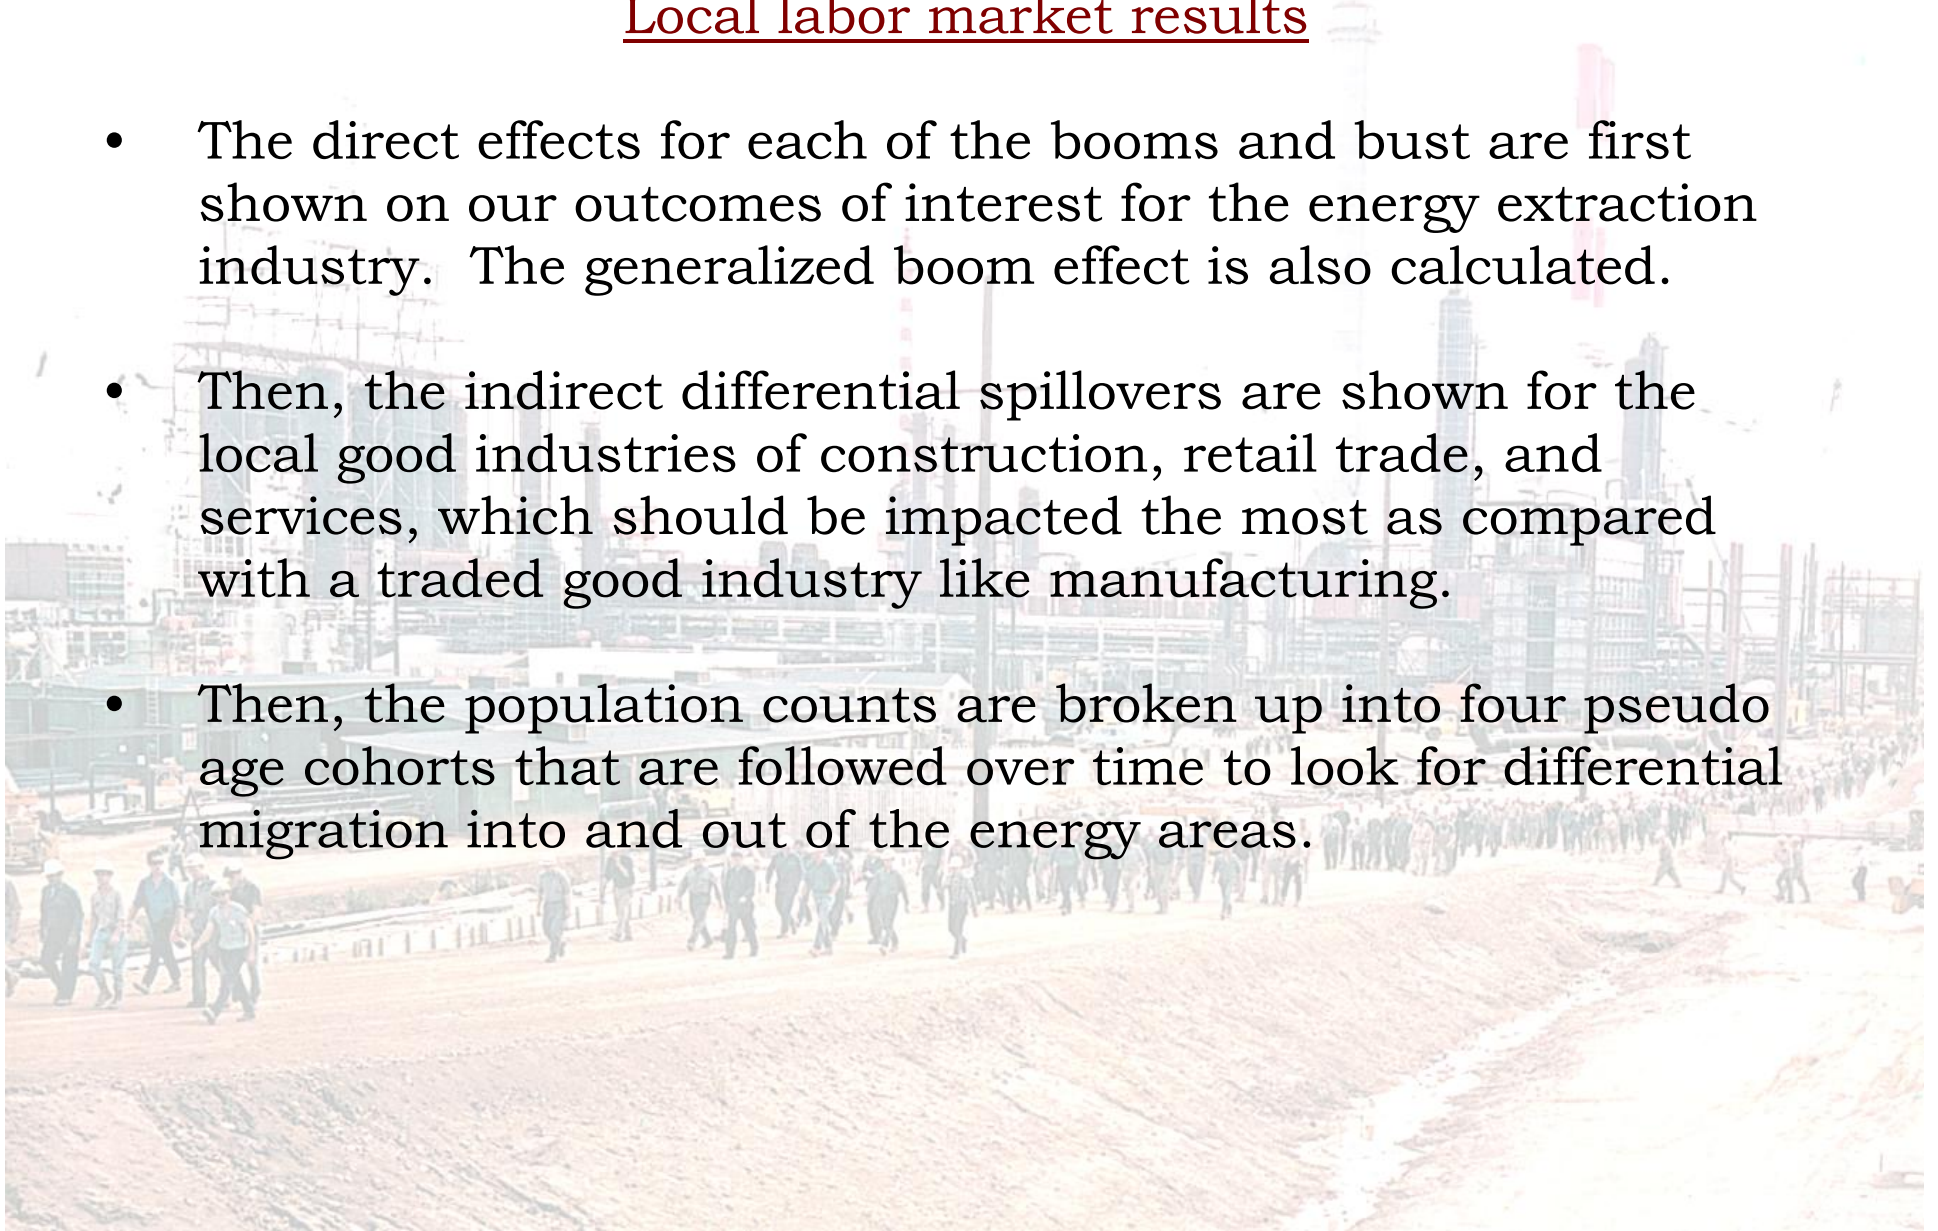 Local labor market results
• The direct effects for each of the booms and bust are first
shown on our outcomes of interest for the energy extraction
industry.  The generalized boom effect is also calculated.
• Then, the indirect differential spillovers are shown for the
local good industries of construction, retail trade, and
services, which should be impacted the most as compared
with a traded good industry like manufacturing.
• Then, the population counts are broken up into four pseudo
age cohorts that are followed over time to look for differential
migration into and out of the energy areas.